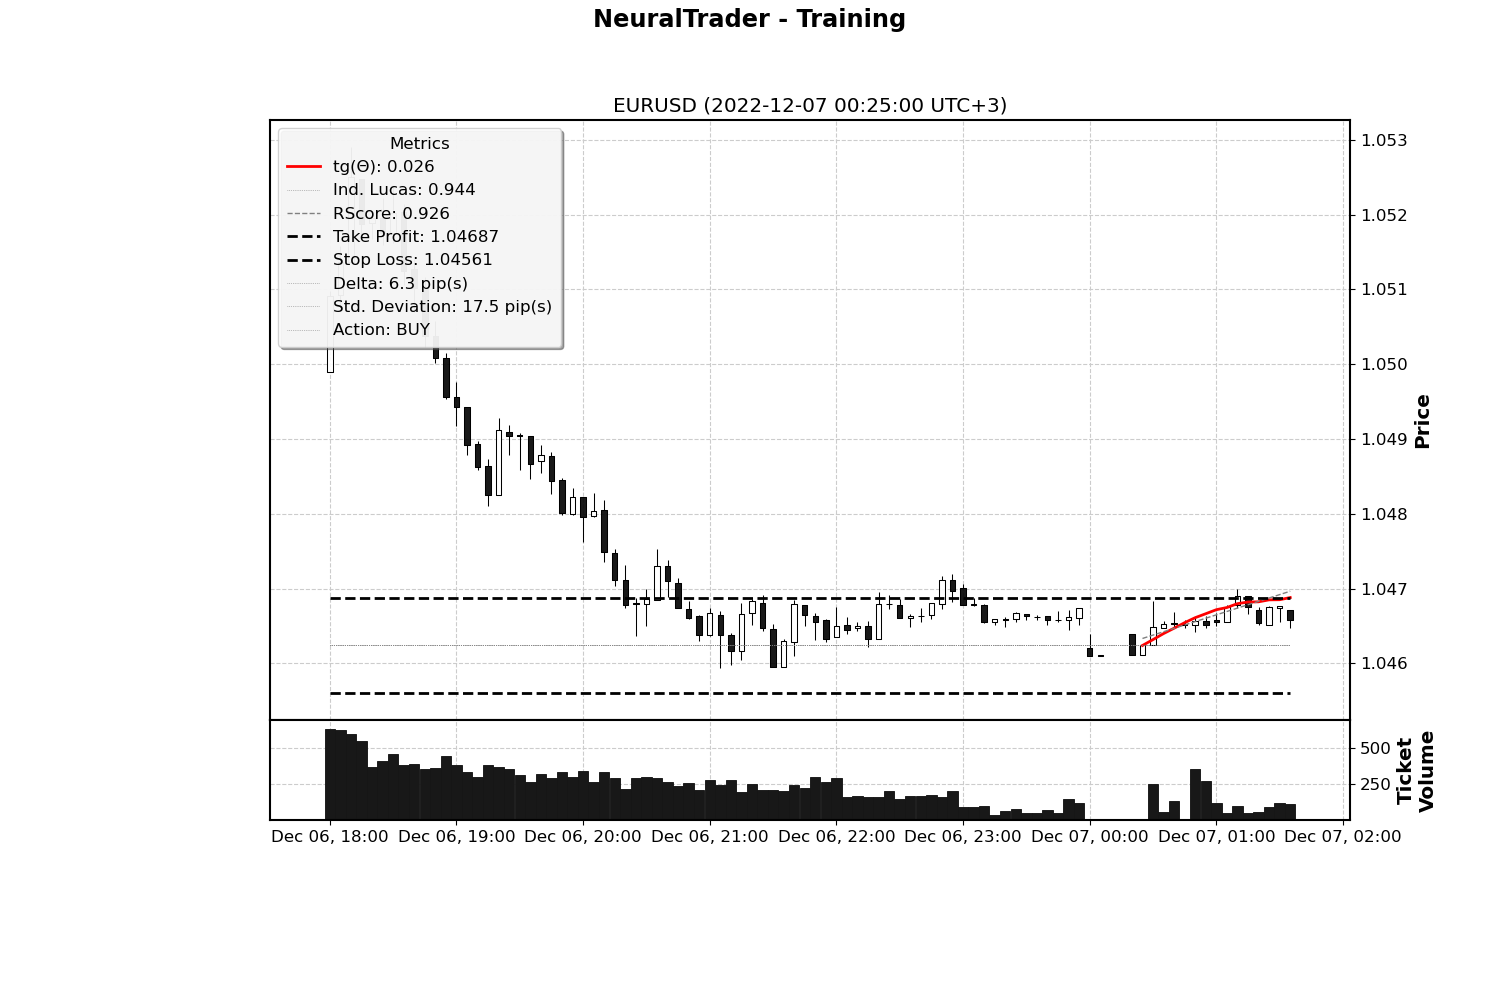 NeuralTrader - Training
EURUSD (2022-12-07 00:25:00 UTC+3)
Metrics
tg(Θ): 0.026
Ind. Lucas: 0.944
RScore: 0.926
Take Profit: 1.04687
Stop Loss: 1.04561
Delta: 6.3 pip(s)
Std. Deviation: 17.5 pip(s)
Action: BUY
1.053
1.052
1.051
1.050
1.049
1.048
1.047
1.046
Price
500
250
Ticket
Volume
Dec 06, 18:00 Dec 06, 19:00 Dec 06, 20:00 Dec 06, 21:00 Dec 06, 22:00 Dec 06, 23:00 Dec 07, 00:00 Dec 07, 01:00 Dec 07, 02:00